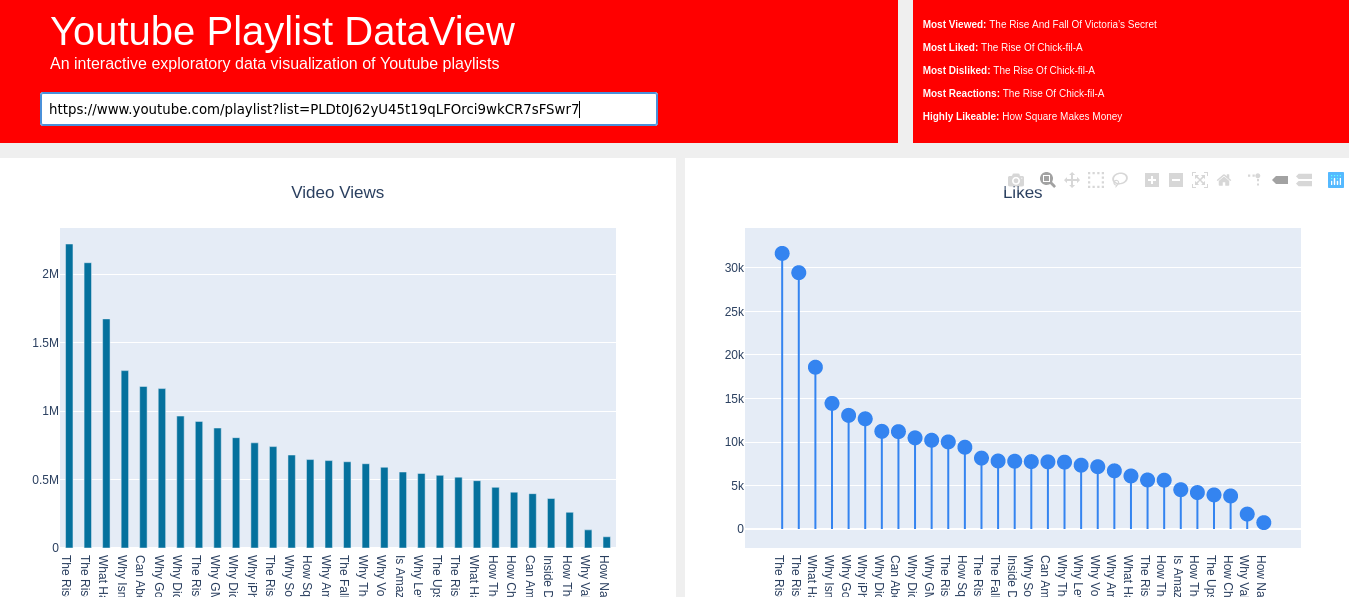 Youtube Playlist DataView
An interactive exploratory data visualization of Youtube playlists
https://www.youtube.com/playlist?list=PLDt0J62yU45t19qLFOrci9wkCR7sFSwr7
Most Viewed: The Rise And Fall Of Victoria's Secret
Most Liked: The Rise Of Chick-fil-A
Most Disliked: The Rise Of Chick-fil-A
Most Reactions: The Rise Of Chick-fil-A
Highly Likeable: How Square Makes Money
Video Views
2M
1.5M
1M
0.5M
0
The Ris
The Ris
What Ha
Why Isn
Can Abe
Why Go
Why Did
The Ris
Why GM
Why Dic
Why iPh
The Ris
Why So
How Sq
Why Am
The Fall
Why Th
Why Vo
Is Amaz
Why Le
The Ups
The Ris
What Ha
How Th
How Ch
Can Am
Inside D
How Th
Why Va
How Na
Likes
30k
25k
20k
15k
10k
5k
0
The Ris
The Ris
What Ha
Why Isn
Why Go
Why iPh
Why Dic
Can Abe
Why Did
Why GM
The Ris
How Sq
The Ris
The Fall
Inside D
Why So
Can Am
Why Th
Why Le
Why Vo
Why Am
What Ha
The Ris
How Th
Is Amaz
How Th
The Ups
How Ch
Why Va
How Na